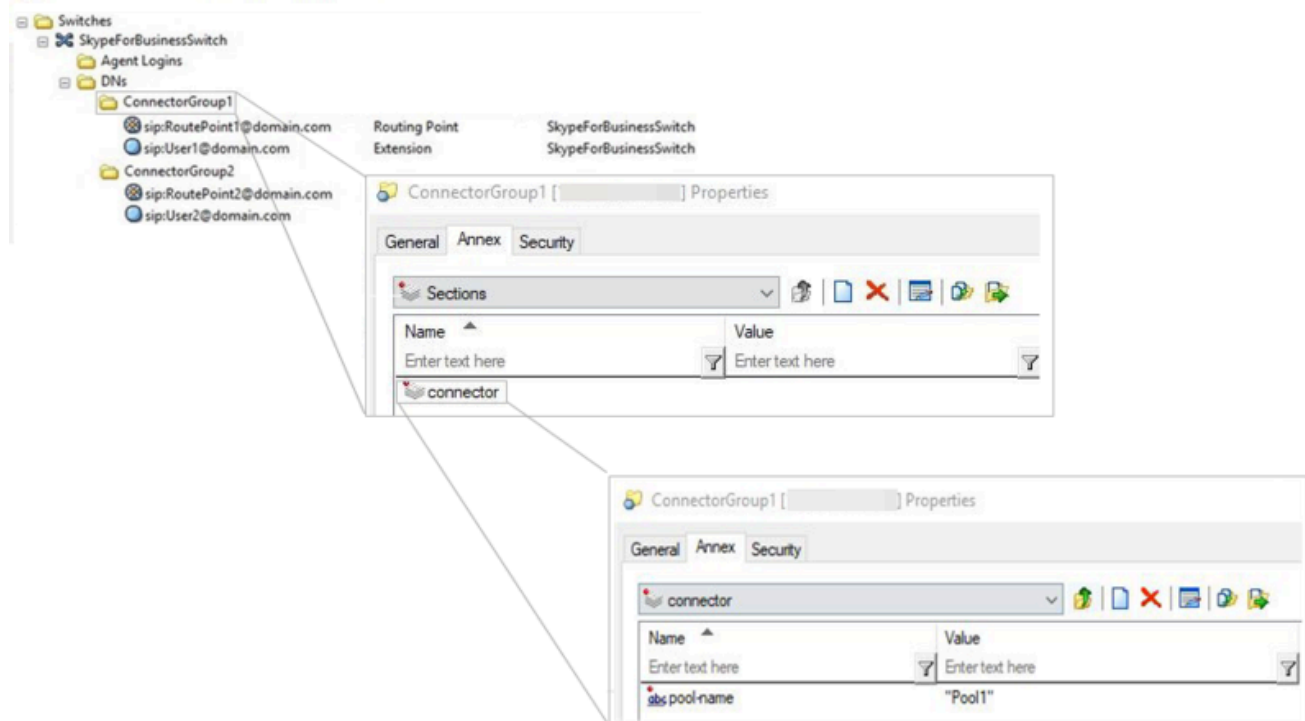 Switches
SkypeForBusinessSwitch
Agent Logins
DNs
ConnectorGroup1
sip:RoutePoint1@domain.com Routing Point SkypeForBusinessSwitch
sip:User1@domain.com Extension SkypeForBusinessSwitch
ConnectorGroup2
sip:RoutePoint2@domain.com
sip:User2@domain.com
ConnectorGroup1 [ ] Properties
General Annex Security
Sections
Name Value
Enter text here Enter text here
connector
ConnectorGroup1 [ ] Properties
General Annex Security
connector
Name Value
Enter text here Enter text here
abc pool-name "Pool1"